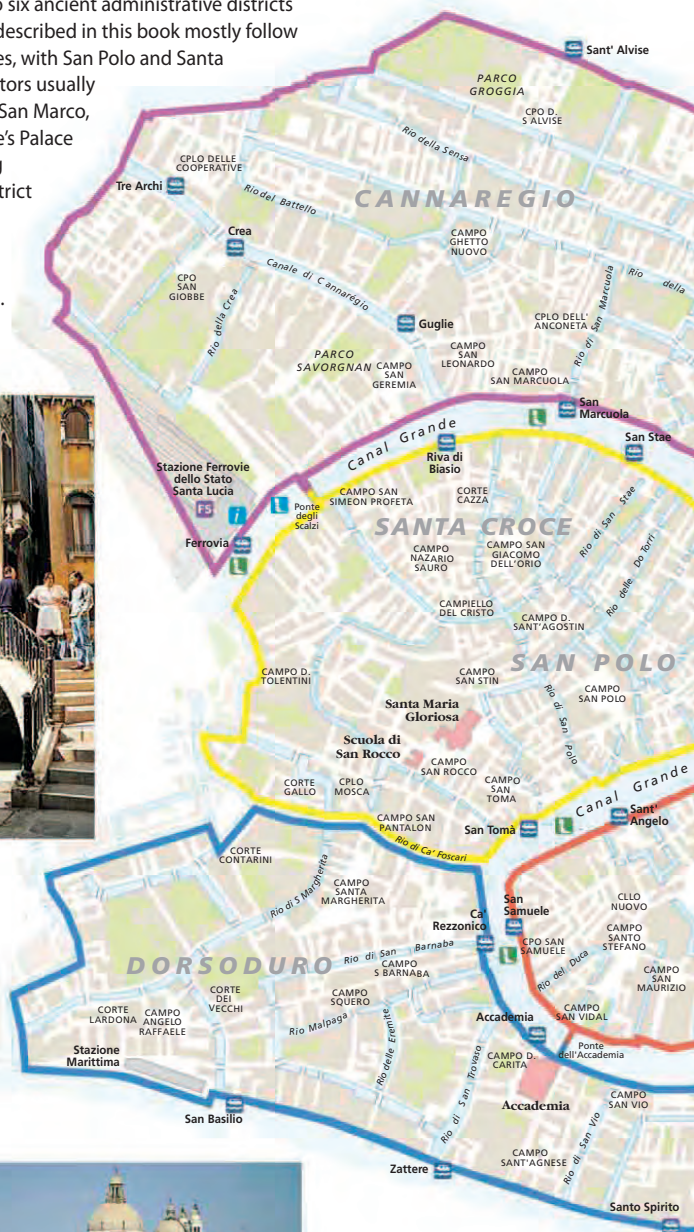 o six ancient administrative districts
described in this book mostly follow
es, with San Polo and Santa
tors usually
San Marco,
e's Palace
g
trict
.
Sant' Alvise
PARCO
GROGGIA
CPO D.
S ALVISE
Rio della Sensa
CPLO DELLE
COOPERATIVE
Tre Archi
Rio del Battello
CANNAREGIO
Crea
CAMPO
GHETTO
NUOVO
Canale di Cannaregio
Rio della
CPO
SAN
GIOBBE
Rio della Crea
Guglie
CPLO DELL'
ANCONETA
Rio di San Marcuola
PARCO
SAVORGNAN
CAMPO
SAN
GEREMIA
CAMPO
SAN
LEONARDO
CAMPO
SAN MARCUOLA
San
Marcuola
Canal Grande
San Stae
Riva di
Biasio
Stazione Ferrovie
dello Stato
Santa Lucia
FS
i
Ponte
degli
Scalzi
Ferrovia
CAMPO SAN
SIMEON PROFETA
CORTE
CAZZA
SANTA CROCE
Rio di San Stae
CAMPO
NAZARIO
SAURO
CAMPO SAN
GIACOMO
DELL'ORIO
Rio delle Do Torri
CAMPIELLO
DEL CRISTO
CAMPO D.
SANT'AGOSTIN
SAN POLO
CAMPO D.
TOLENTINI
CAMPO
SAN STIN
CAMPO
SAN POLO
Rio di San Polo
Santa Maria
Gloriosa
Scuola di
San Rocco
CAMPO
SAN ROCCO
CORTE
GALLO
CPLO
MOSCA
CAMPO
SAN
TOMA
Canal Grande
Sant'
Angelo
CAMPO SAN
PANTALON
San Tomà
Rio di Ca' Foscari
CORTE
CONTARINI
Rio di S Margherita
CAMPO
SANTA
MARGHERITA
San
Samuele
CLLO
NUOVO
Ca'
Rezzonico
CAMPO
SANTO
STEFANO
CPO SAN
SAMUELE
Rio di San Barnaba
Rio del Duca
DORSODURO
CAMPO
S BARNABA
CAMPO
SAN
MAURIZIO
CORTE
DEI
VECCHI
CAMPO
SQUERO
CORTE
LARDONA
CAMPO
ANGELO
RAFFAELE
Rio Malpaga
Rio delle Eremite
Accademia
CAMPO
SAN VIDAL
Ponte
dell'Accademia
Stazione
Marittima
Rio di San Trovaso
CAMPO D.
CARITA
San Basilio
Accademia
CAMPO
SAN VIO
Rio di San Vio
CAMPO
SANT'AGNESE
Zattere
Santo Spirito